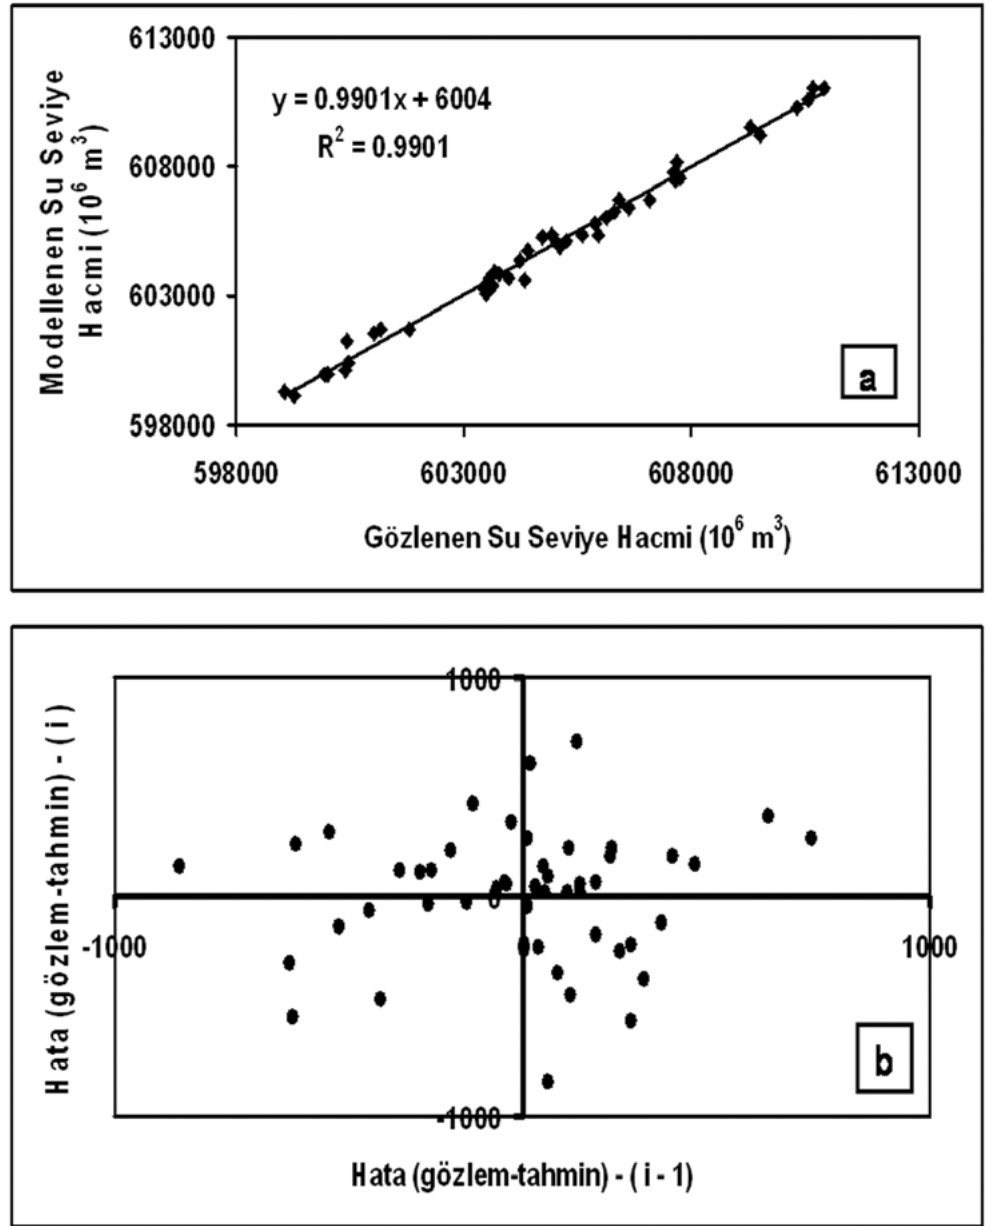 613000
y = 0.9901x + 6004
R² = 0.9901
608000
Modellenen Su Seviye
Hacmi (10⁶ m³)
603000
a
598000
598000 603000 608000 613000
Gözlenen Su Seviye Hacmi (10⁶ m³)
1000
Hata (gözlem-tahmin) - ( i )
0
-1000 1000
b
-1000
Hata (gözlem-tahmin) - ( i - 1)